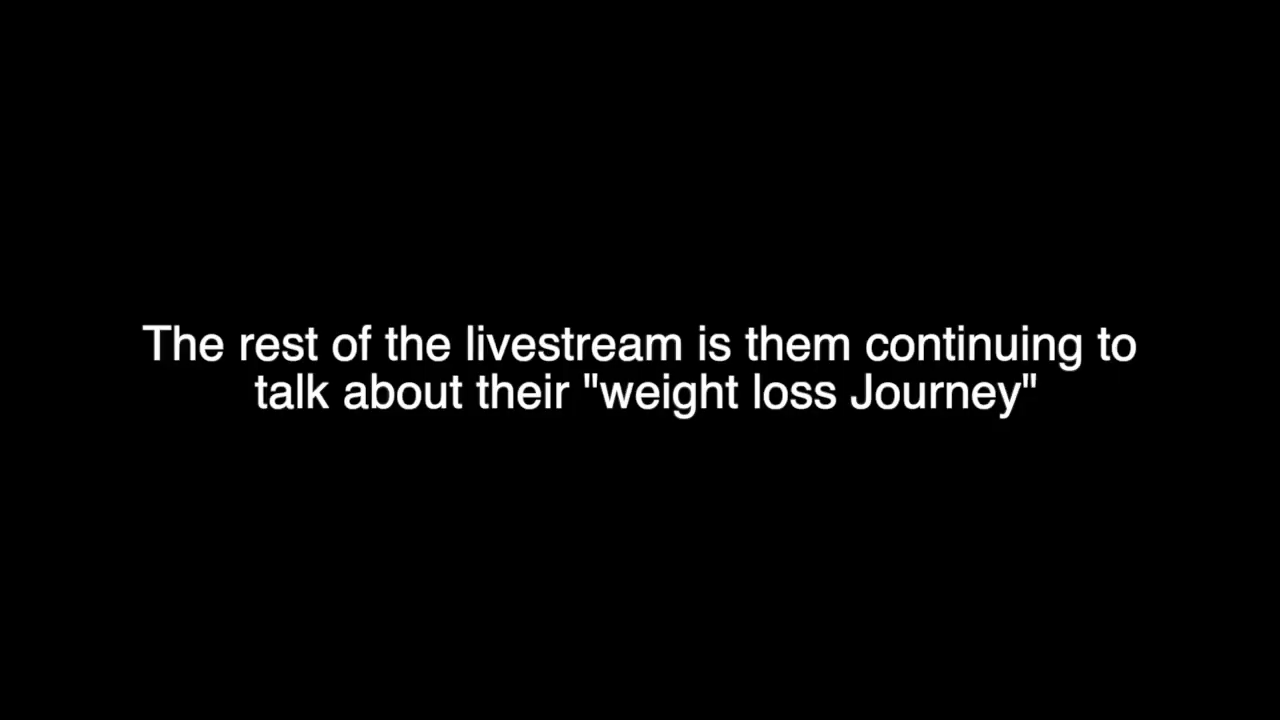 The rest of the livestream is them continuing to
talk about their "weight loss Journey"